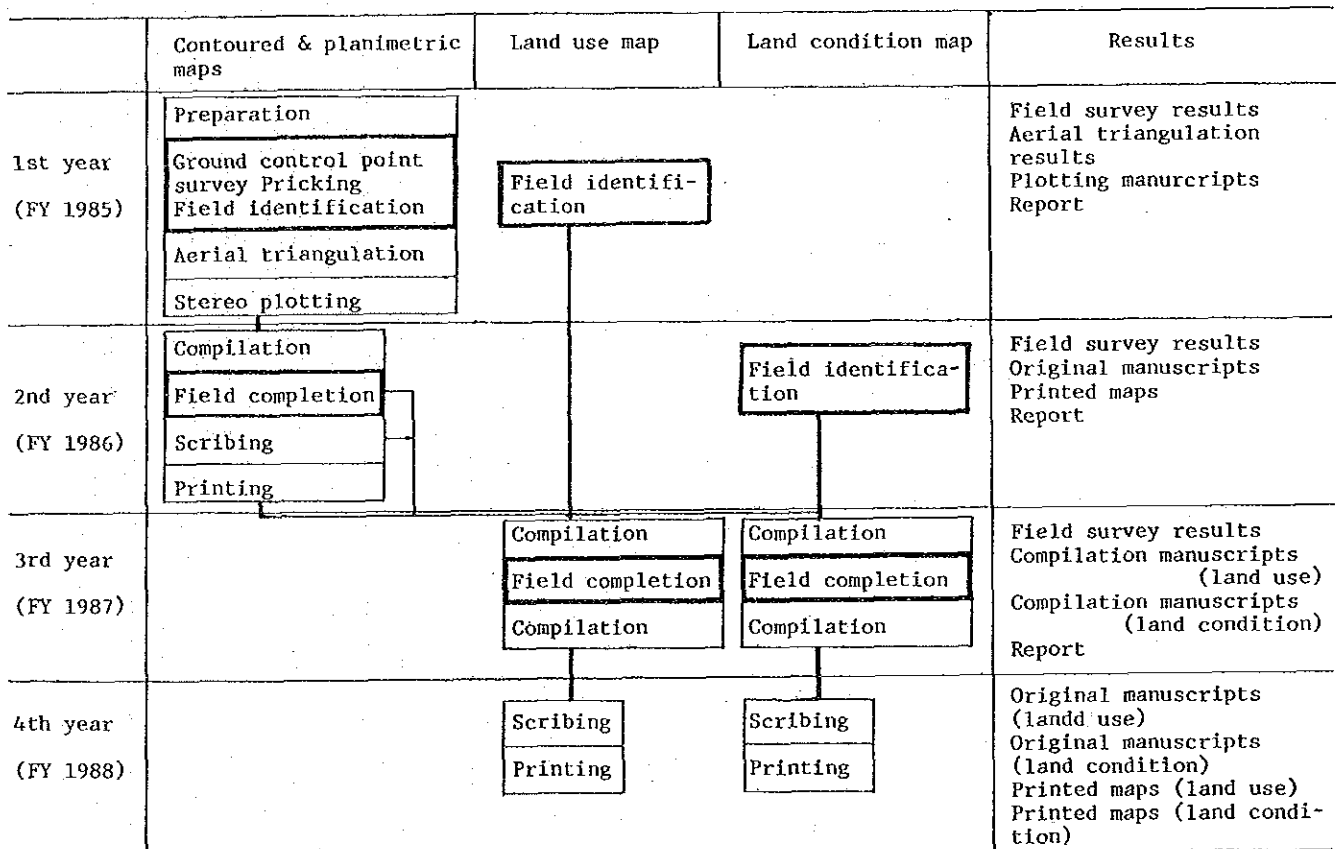 Contoured & planimetric
maps
Land use map
Land condition map
Results
1st year
(FY 1985)
Preparation
Ground control point
survey Pricking
Field identification
Aerial triangulation
Stereo plotting
Field identifi-
cation
Field survey results
Aerial triangulation
results
Plotting manurcripts
Report
2nd year
(FY 1986)
Compilation
Field completion
Scribing
Printing
Field identifica-
tion
Field survey results
Original manuscripts
Printed maps
Report
3rd year
(FY 1987)
Compilation
Field completion
Compilation
Compilation
Field completion
Compilation
Field survey results
Compilation manuscripts
(land use)
Compilation manuscripts
(land condition)
Report
4th year
(FY 1988)
Scribing
Printing
Scribing
Printing
Original manuscripts
(landd use)
Original manuscripts
(land condition)
Printed maps (land use)
Printed maps (land condi-
tion)